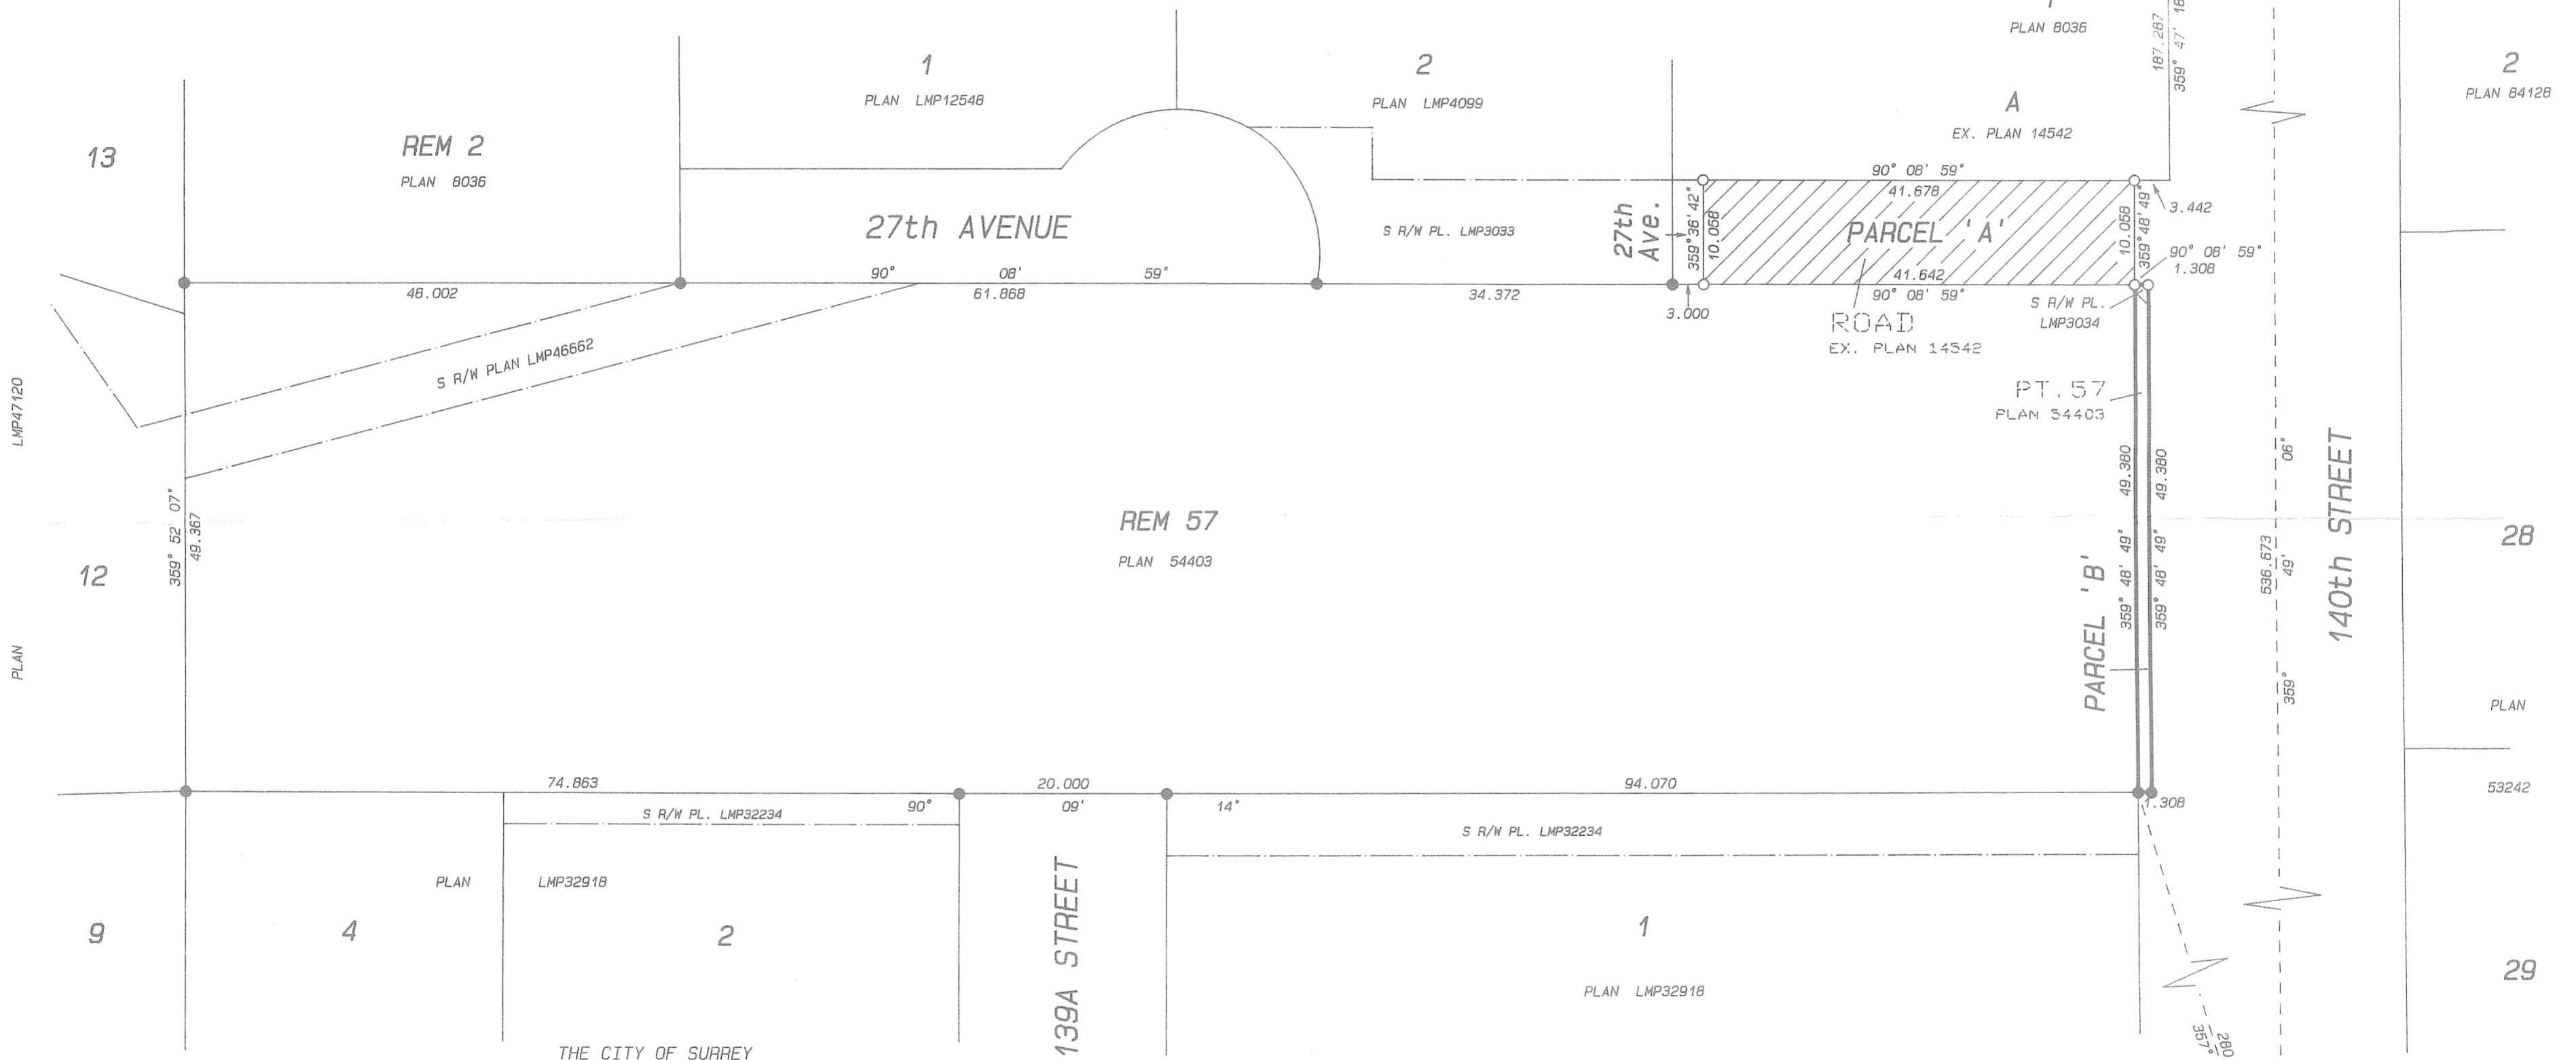 PLAN 8036
187.287
359° 47'
1
PLAN LMP12548
2
PLAN LMP4099
2
PLAN 84128
A
EX. PLAN 14542
13
REM 2
PLAN 8036
27th AVENUE
S R/W PL. LMP3033
27th
Ave.
359° 36' 42"
10.058
90° 08' 59"
41.678
PARCEL 'A'
41.642
90° 08' 59"
10.058
359° 48' 49"
3.442
90° 08' 59"
1.308
48.002
90° 08' 59"
61.868
34.372
3.000
S R/W PL.
LMP3034
ROAD
EX. PLAN 14542
S R/W PLAN LMP46662
PT.57
PLAN 54403
PLAN LMP47120
359° 52' 07"
49.367
12
REM 57
PLAN 54403
PARCEL 'B'
359° 48' 49"
49.380
359° 48' 49"
49.380
536.673
359° 49' 06"
140th STREET
28
PLAN
53242
74.863
20.000
94.070
1.308
90° 09' 14"
S R/W PL. LMP32234
S R/W PL. LMP32234
PLAN LMP32918
9
4
2
139A STREET
1
PLAN LMP32918
29
280
357°
THE CITY OF SURREY